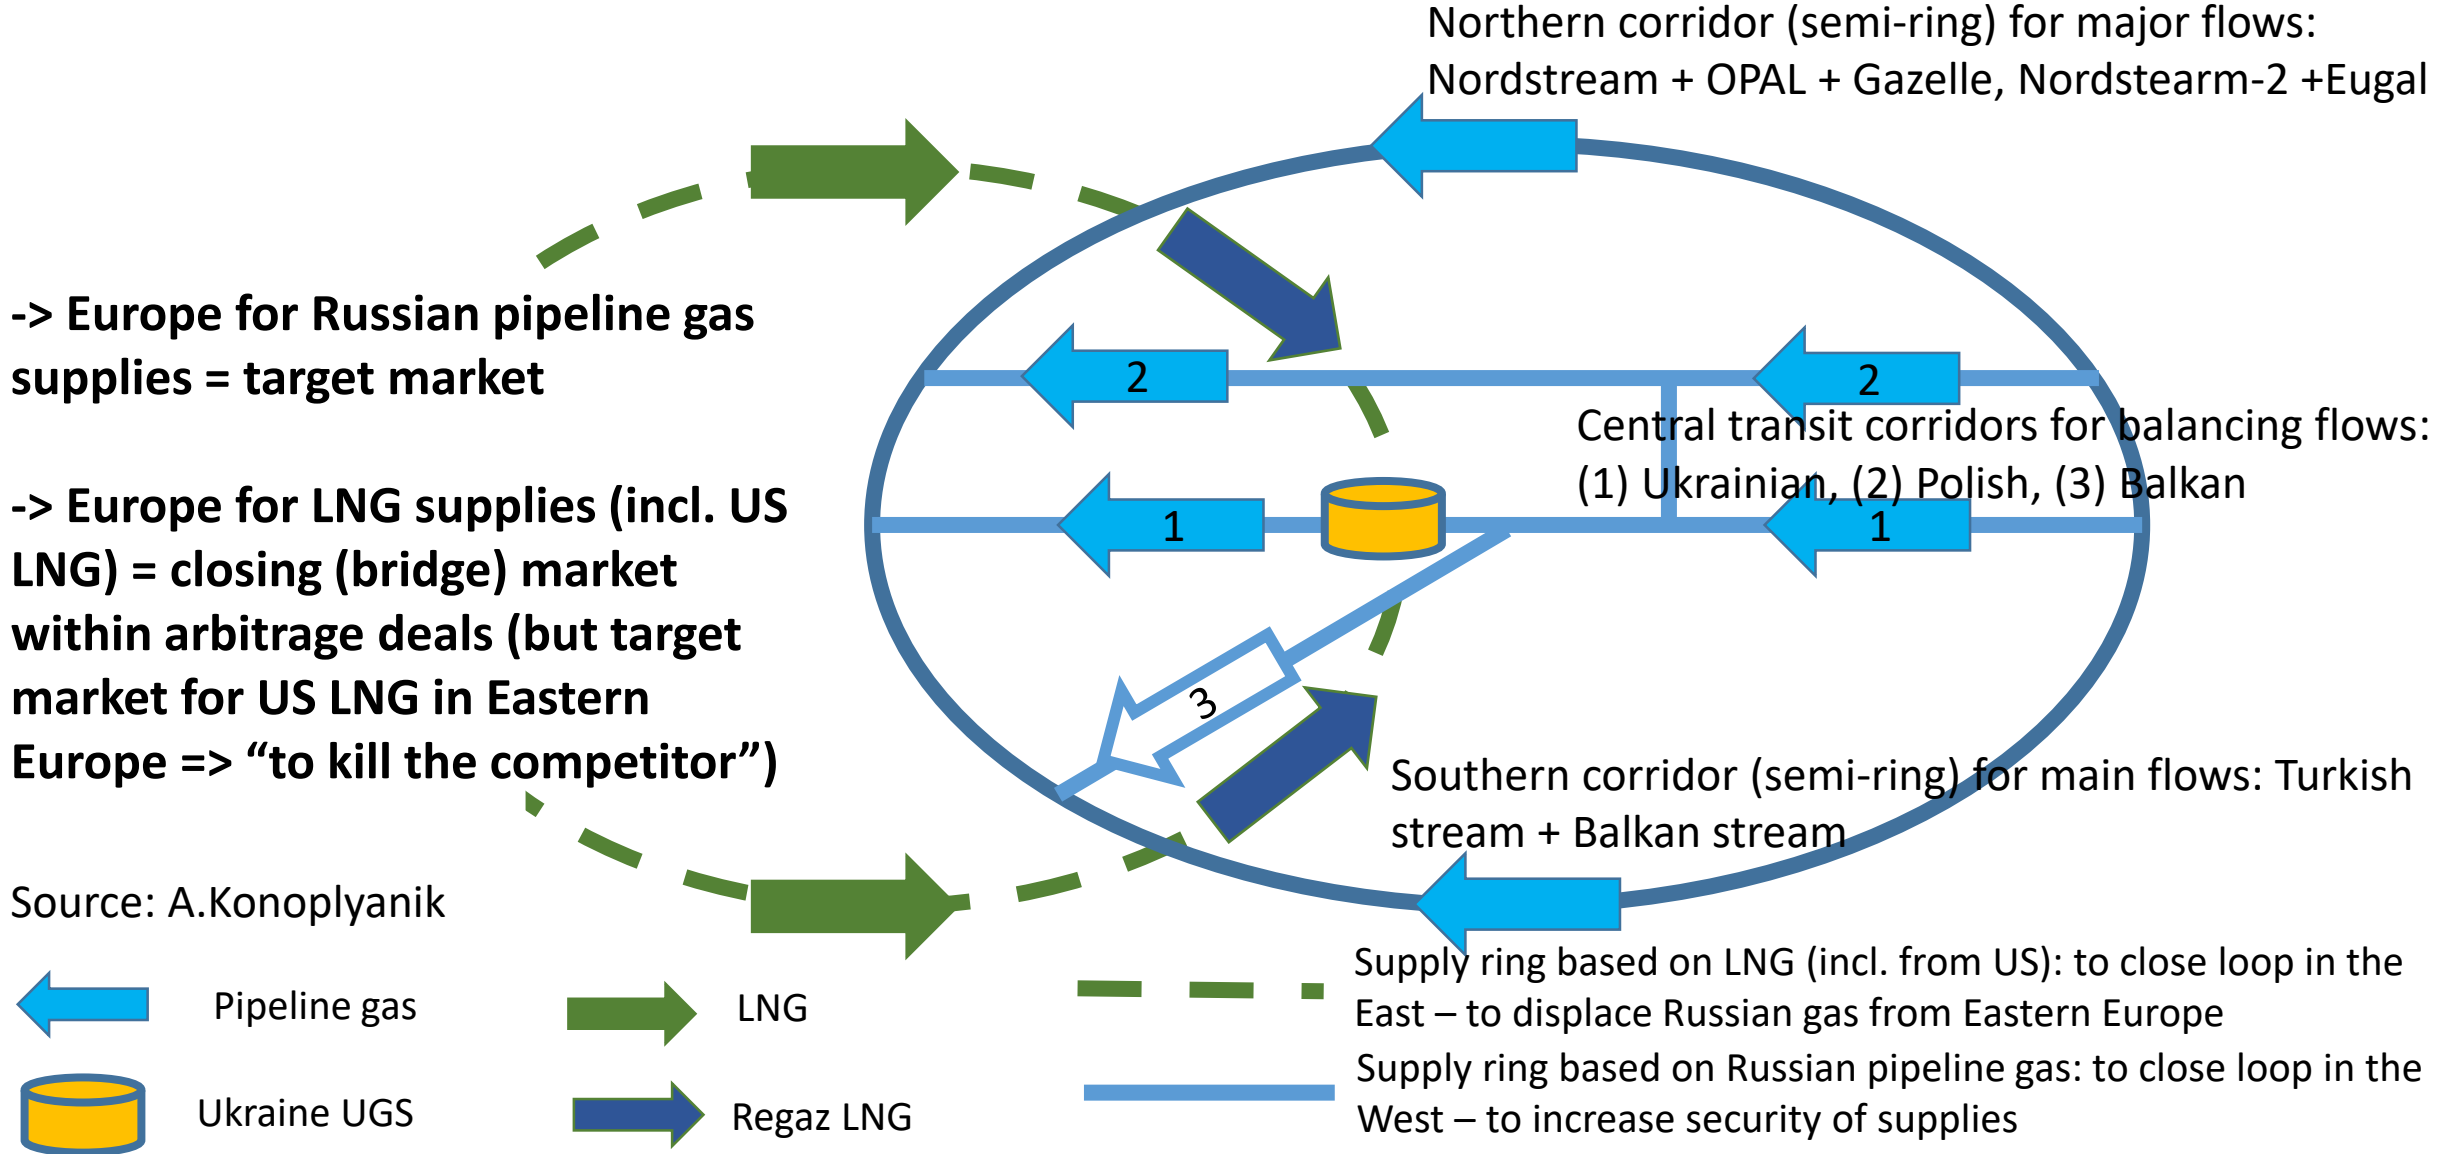 Northern corridor (semi-ring) for major flows:
Nordstream + OPAL + Gazelle, Nordstearm-2 +Eugal
-> Europe for Russian pipeline gas
supplies = target market
-> Europe for LNG supplies (incl. US
LNG) = closing (bridge) market
within arbitrage deals (but target
market for US LNG in Eastern
Europe => “to kill the competitor”)
2
2
Central transit corridors for balancing flows:
(1) Ukrainian, (2) Polish, (3) Balkan
1
1
3
Southern corridor (semi-ring) for main flows: Turkish
stream + Balkan stream
Source: A.Konoplyanik
Pipeline gas
LNG
Ukraine UGS
Regaz LNG
Supply ring based on LNG (incl. from US): to close loop in the
East – to displace Russian gas from Eastern Europe
Supply ring based on Russian pipeline gas: to close loop in the
West – to increase security of supplies